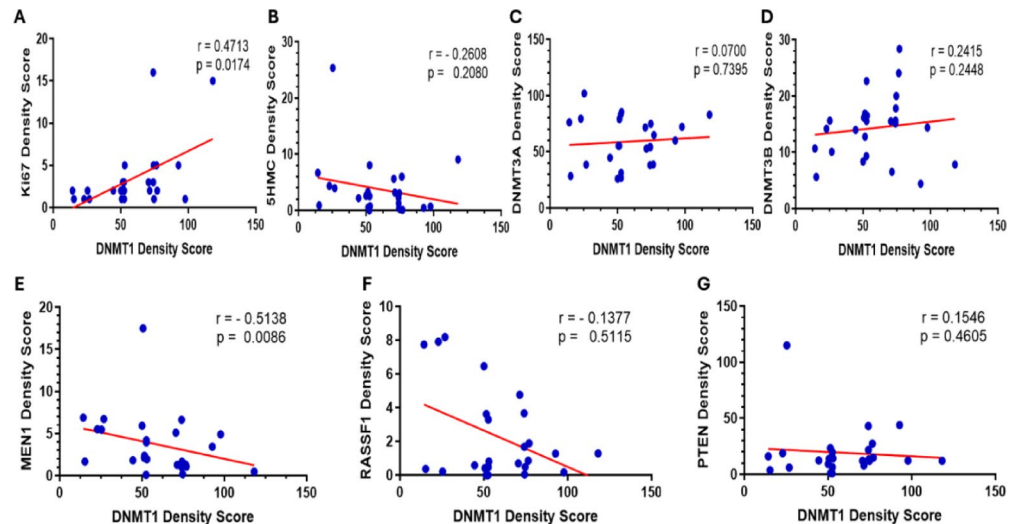 A
Ki67 Density Score
20
15
10
5
0
0 50 100 150
DNMT1 Density Score
r = 0.4713
p = 0.0174
B
5HMC Density Score
30
20
10
0
0 50 100 150
DNMT1 Density Score
r = - 0.2608
p = 0.2080
C
DNMT3A Density Score
150
100
50
0
0 50 100 150
DNMT1 Density Score
r = 0.0700
p = 0.7395
D
DNMT3B Density Score
30
20
10
0
0 50 100 150
DNMT1 Density Score
r = 0.2415
p = 0.2448
E
MEN1 Density Score
20
15
10
5
0
0 50 100 150
DNMT1 Density Score
r = - 0.5138
p = 0.0086
F
RASSF1 Density Score
10
8
6
4
2
0
0 50 100 150
DNMT1 Density Score
r = - 0.1377
p = 0.5115
G
PTEN Density Score
150
100
50
0
0 50 100 150
DNMT1 Density Score
r = 0.1546
p = 0.4605